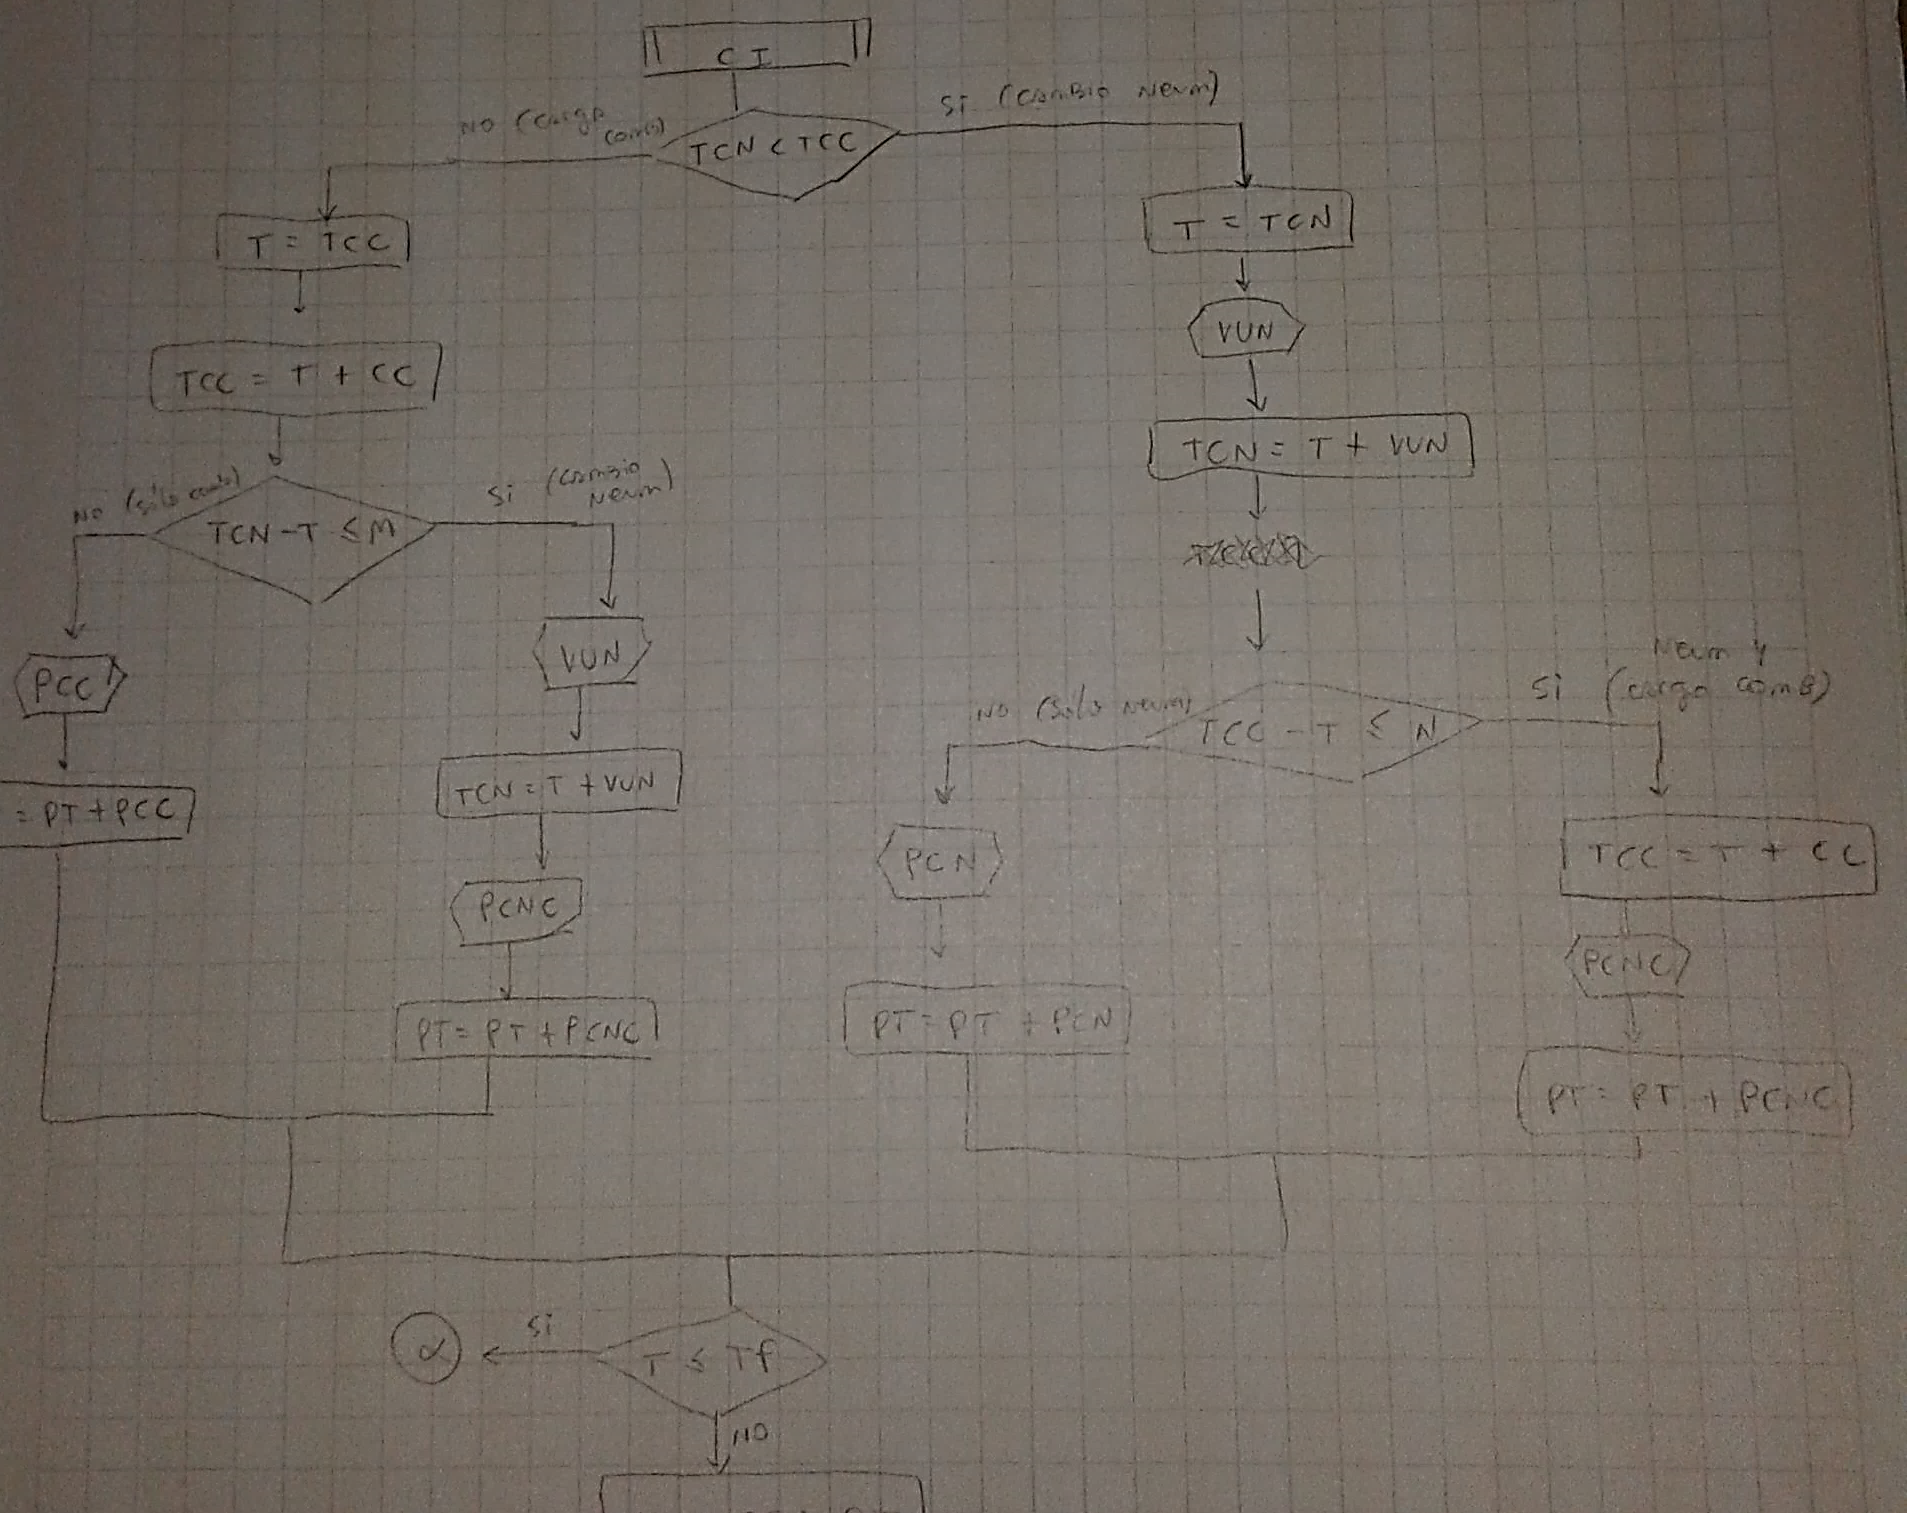 CI
NO (cargo
comb)
SI (cambio Neum)
TCN < TCC
T = TCC
T = TCN
VUN
TCC = T + CC
TCN = T + VUN
NO (sólo comb)
SI (cambio
Neum)
TCN - T ≤ M
VUN
PCC
NO (sólo neum)
Neum y
SI (cargo comB)
TCC - T ≤ N
TCN = T + VUN
= PT + PCC
PCN
TCC = T + CC
PCNC
PCNC
PT = PT + PCNC
PT = PT + PCN
PT = PT + PCNC
α
SI
T ≤ Tf
NO